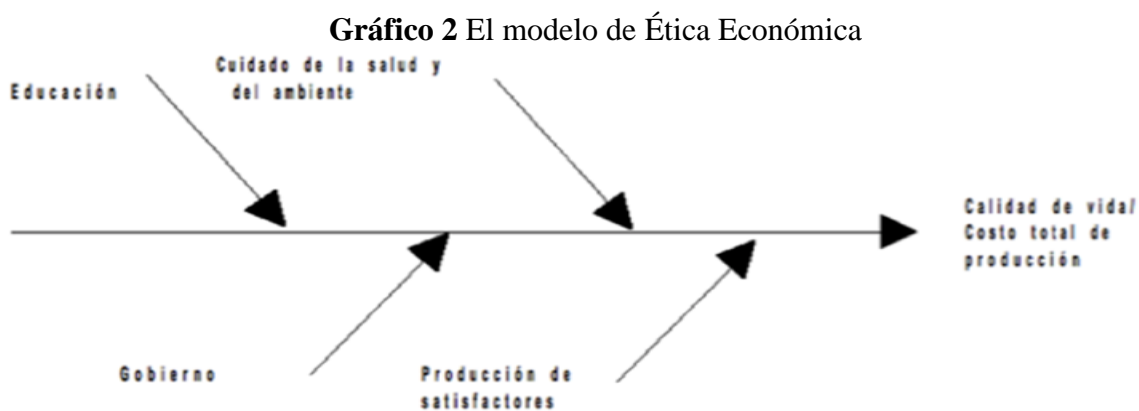 Gráfico 2 El modelo de Ética Económica
Cuidado de la salud y
del ambiente
Educación
Calidad de vida/
Costo total de
producción
Gobierno
Producción de
satisfactores